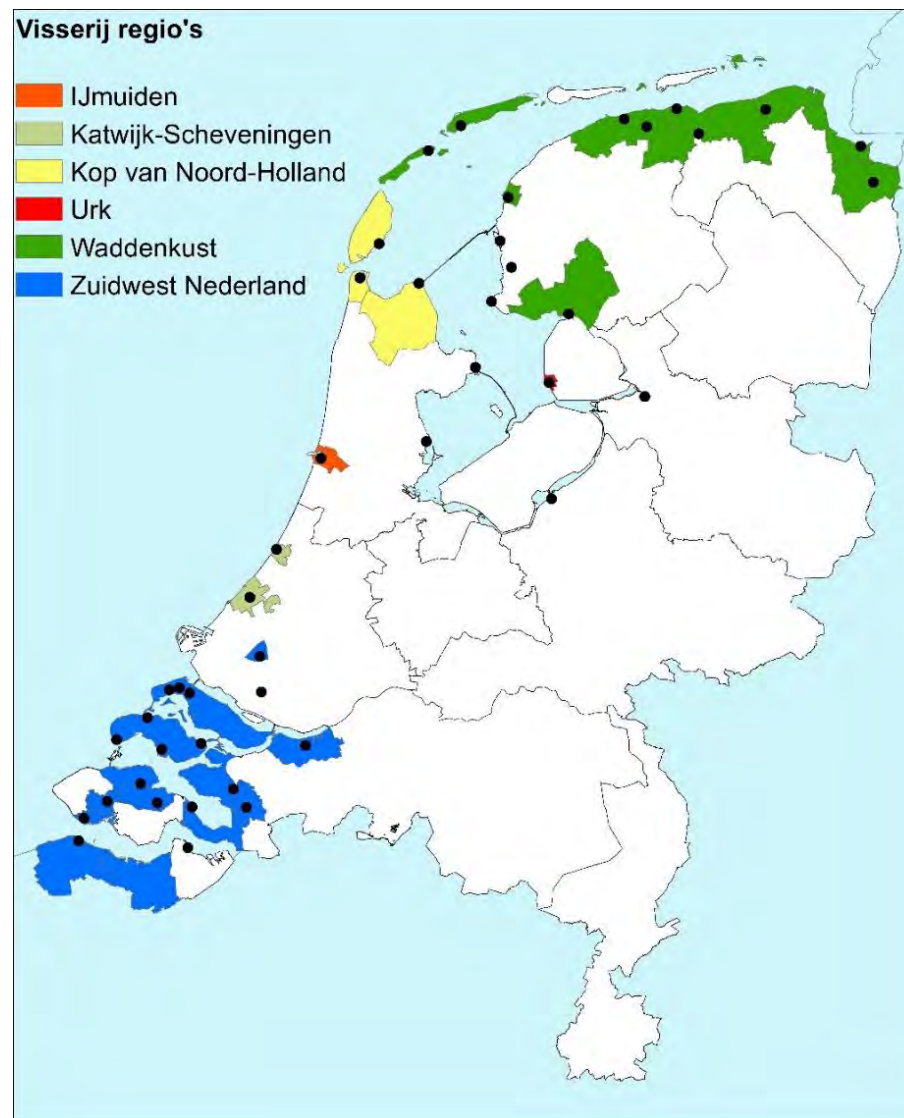 Visserij regio's
IJmuiden
Katwijk-Scheveningen
Kop van Noord-Holland
Urk
Waddenkust
Zuidwest Nederland